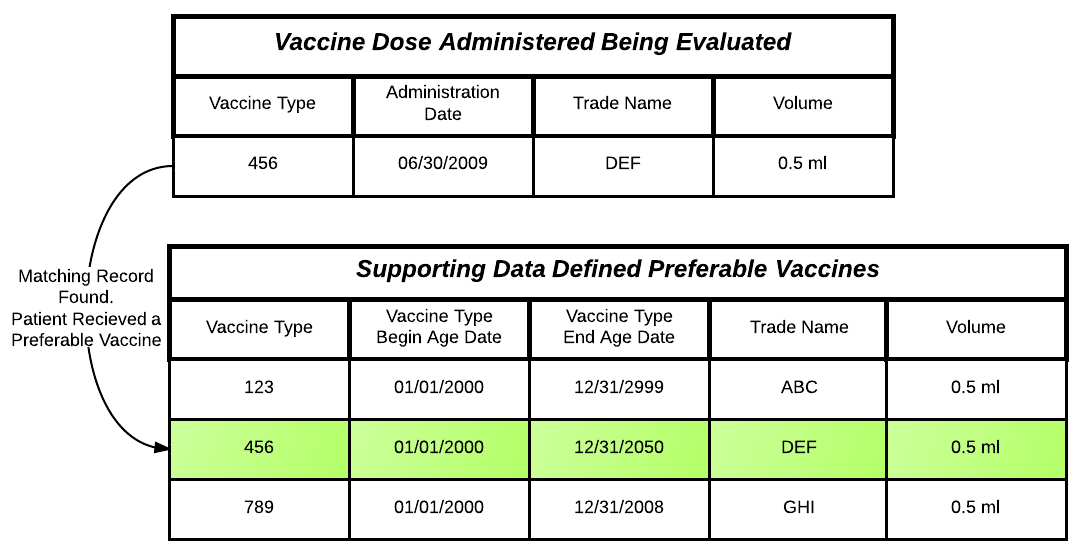 Vaccine Dose Administered Being Evaluated
Vaccine Type
Administration
Date
Trade Name
Volume
456
06/30/2009
DEF
0.5 ml
Matching Record
Found.
Patient Recieved a
Preferable Vaccine
Supporting Data Defined Preferable Vaccines
Vaccine Type
Vaccine Type
Begin Age Date
Vaccine Type
End Age Date
Trade Name
Volume
123
01/01/2000
12/31/2999
ABC
0.5 ml
456
01/01/2000
12/31/2050
DEF
0.5 ml
789
01/01/2000
12/31/2008
GHI
0.5 ml